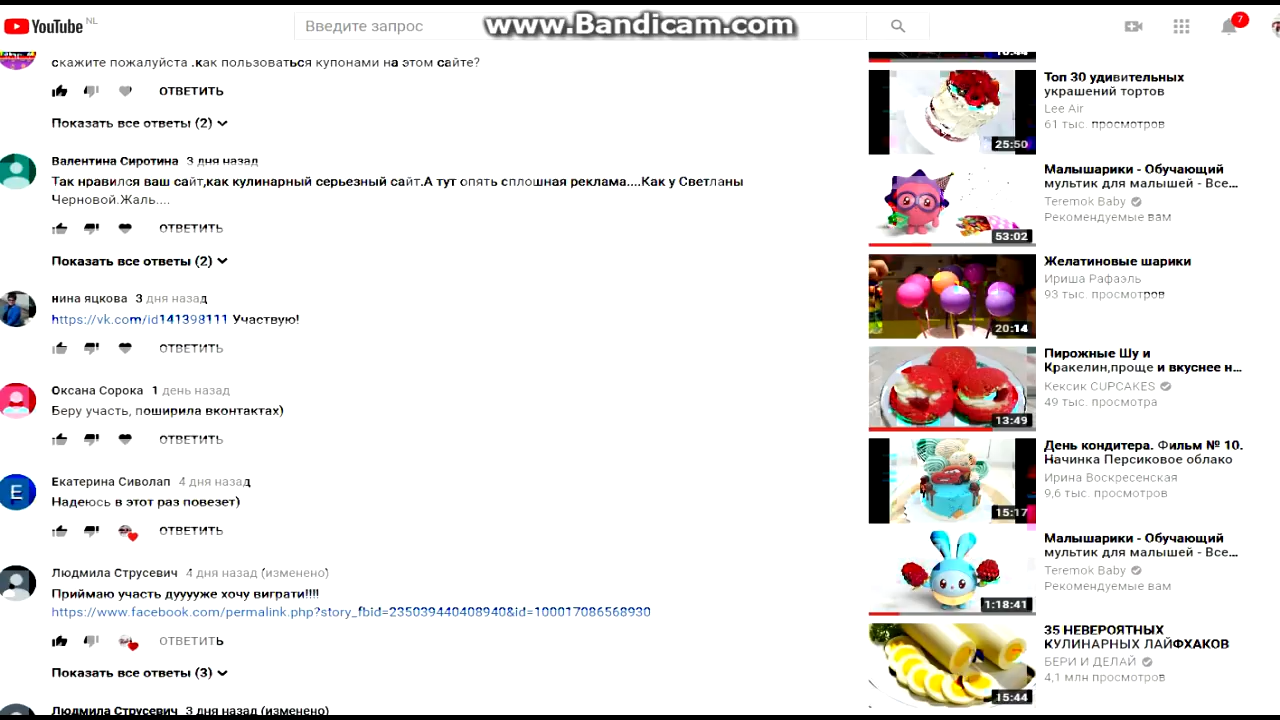 YouTube NL
Введите запрос
www.Bandicam.com
7
скажите пожалуйста .как пользоваться купонами на этом сайте?
ОТВЕТИТЬ
Показать все ответы (2)
Валентина Сиротина 3 дня назад
Так нравился ваш сайт,как кулинарный серьезный сайт.А тут опять сплошная реклама....Как у Светланы
Черновой.Жаль....
ОТВЕТИТЬ
Показать все ответы (2)
нина яцкова 3 дня назад
https://vk.com/id141398111 Участвую!
ОТВЕТИТЬ
Оксана Сорока 1 день назад
Беру участь, поширила вконтактах)
ОТВЕТИТЬ
E
Екатерина Сиволап 4 дня назад
Надеюсь в этот раз повезет)
ОТВЕТИТЬ
Людмила Струсевич 4 дня назад (изменено)
Приймаю участь дууууже хочу виграти!!!!
https://www.facebook.com/permalink.php?story_fbid=235039440408940&id=100017086568930
ОТВЕТИТЬ
Показать все ответы (3)
Людмила Струсевич 3 дня назад (изменено)
Топ 30 удивительных
украшений тортов
Lee Air
61 тыс. просмотров
25:50
Малышарики - Обучающий
мультик для малышей - Все...
Teremok Baby
Рекомендуемые вам
53:02
Желатиновые шарики
Ириша Рафаэль
93 тыс. просмотров
20:14
Пирожные Шу и
Кракелин,проще и вкуснее н...
Кексик CUPCAKES
49 тыс. просмотра
13:49
День кондитера. Фильм № 10.
Начинка Персиковое облако
Ирина Воскресенская
9,6 тыс. просмотров
15:17
Малышарики - Обучающий
мультик для малышей - Все...
Teremok Baby
Рекомендуемые вам
1:18:41
35 НЕВЕРОЯТНЫХ
КУЛИНАРНЫХ ЛАЙФХАКОВ
БЕРИ И ДЕЛАЙ
4,1 млн просмотров
15:44